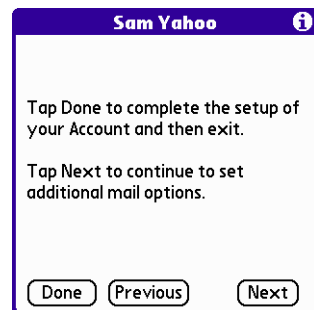 Sam Yahoo
Tap Done to complete the setup of
your Account and then exit.
Tap Next to continue to set
additional mail options.
Done Previous Next